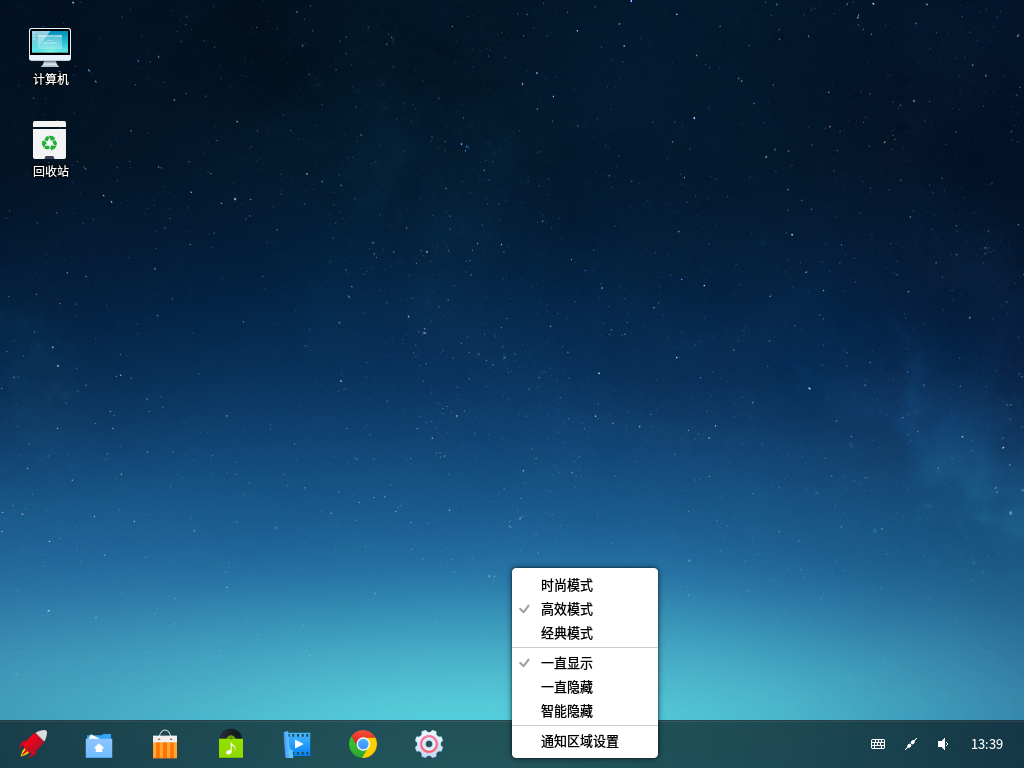 计算机
回收站
时尚模式
高效模式
经典模式
一直显示
一直隐藏
智能隐藏
通知区域设置
13:39